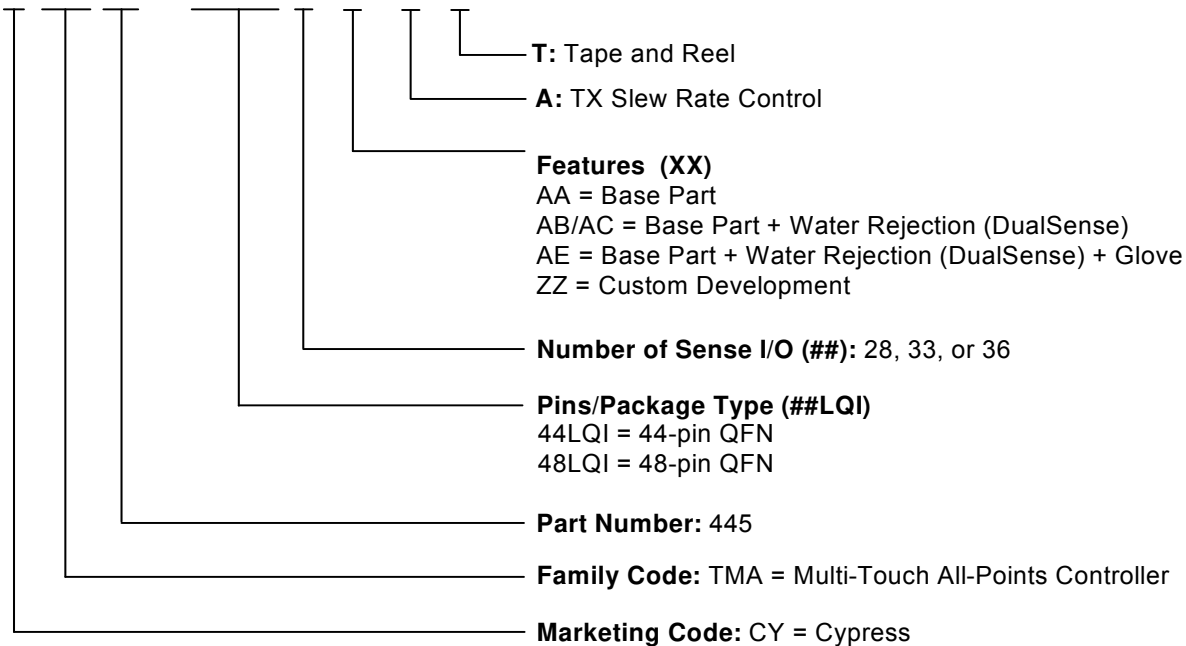 T: Tape and Reel
A: TX Slew Rate Control
Features (XX)
AA = Base Part
AB/AC = Base Part + Water Rejection (DualSense)
AE = Base Part + Water Rejection (DualSense) + Glove
ZZ = Custom Development
Number of Sense I/O (##): 28, 33, or 36
Pins/Package Type (##LQI)
44LQI = 44-pin QFN
48LQI = 48-pin QFN
Part Number: 445
Family Code: TMA = Multi-Touch All-Points Controller
Marketing Code: CY = Cypress